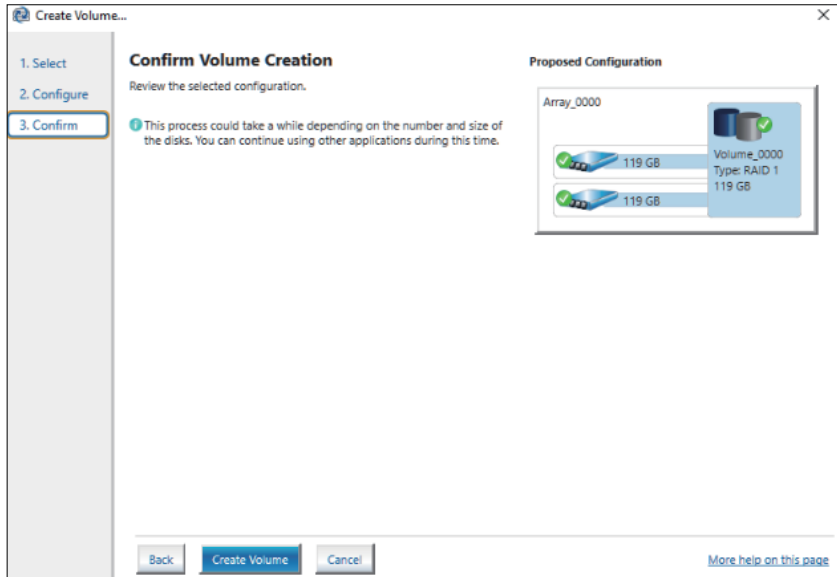 Create Volume...
1. Select
2. Configure
3. Confirm
Confirm Volume Creation
Review the selected configuration.
This process could take a while depending on the number and size of
the disks. You can continue using other applications during this time.
Proposed Configuration
Array_0000
119 GB
119 GB
Volume_0000
Type: RAID 1
119 GB
Back
Create Volume
Cancel
More help on this page